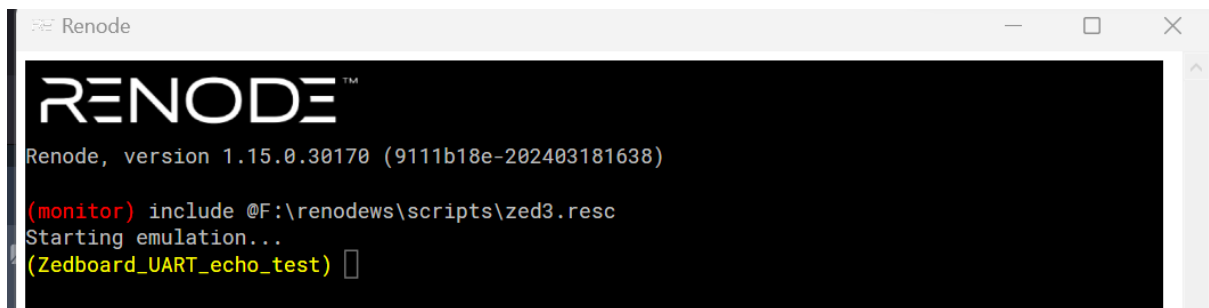 Renode
RENODE™
Renode, version 1.15.0.30170 (9111b18e-202403181638)
(monitor) include @F:\renodews\scripts\zed3.resc
Starting emulation...
(Zedboard_UART_echo_test)